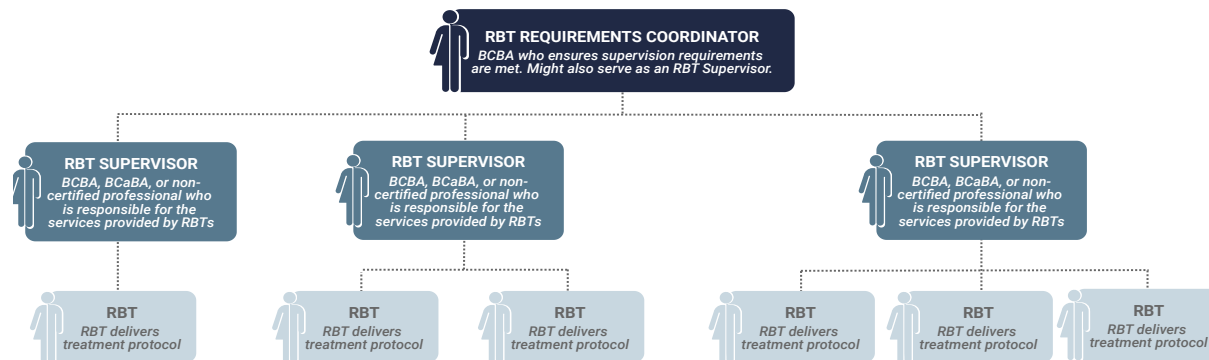 RBT REQUIREMENTS COORDINATOR
BCBA who ensures supervision requirements
are met. Might also serve as an RBT Supervisor.
RBT SUPERVISOR
BCBA, BCaBA, or non-
certified professional who
is responsible for the
services provided by RBTs
RBT SUPERVISOR
BCBA, BCaBA, or non-
certified professional who
is responsible for the
services provided by RBTs
RBT SUPERVISOR
BCBA, BCaBA, or non-
certified professional who
is responsible for the
services provided by RBTs
RBT
RBT delivers
treatment protocol
RBT
RBT delivers
treatment protocol
RBT
RBT delivers
treatment protocol
RBT
RBT delivers
treatment protocol
RBT
RBT delivers
treatment protocol
RBT
RBT delivers
treatment protocol